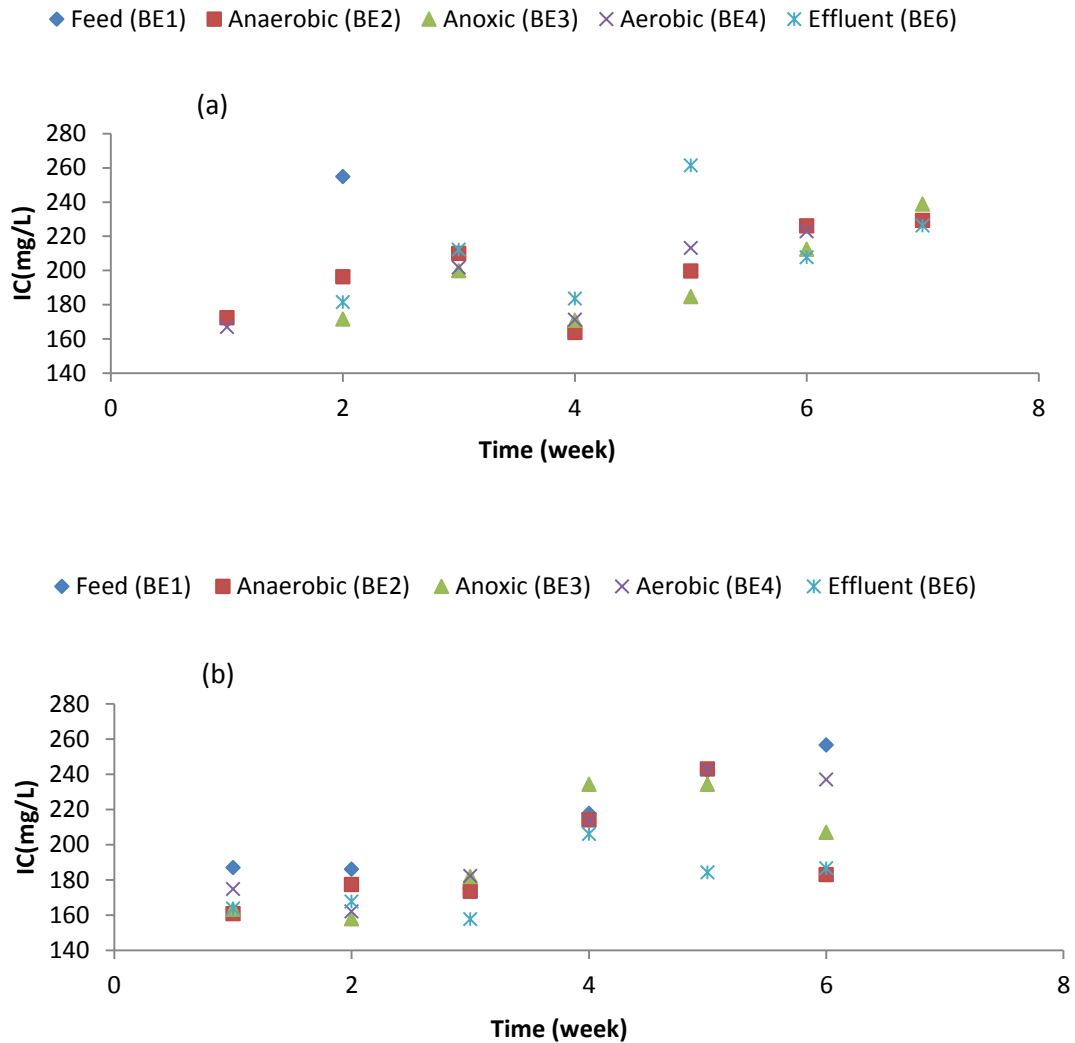 Feed (BE1) Anaerobic (BE2) Anoxic (BE3) Aerobic (BE4) Effluent (BE6)
(a)
280
260
240
220
200
180
160
140
IC(mg/L)
0 2 4 6 8
Time (week)
Feed (BE1) Anaerobic (BE2) Anoxic (BE3) Aerobic (BE4) Effluent (BE6)
(b)
280
260
240
220
200
180
160
140
IC(mg/L)
0 2 4 6 8
Time (week)